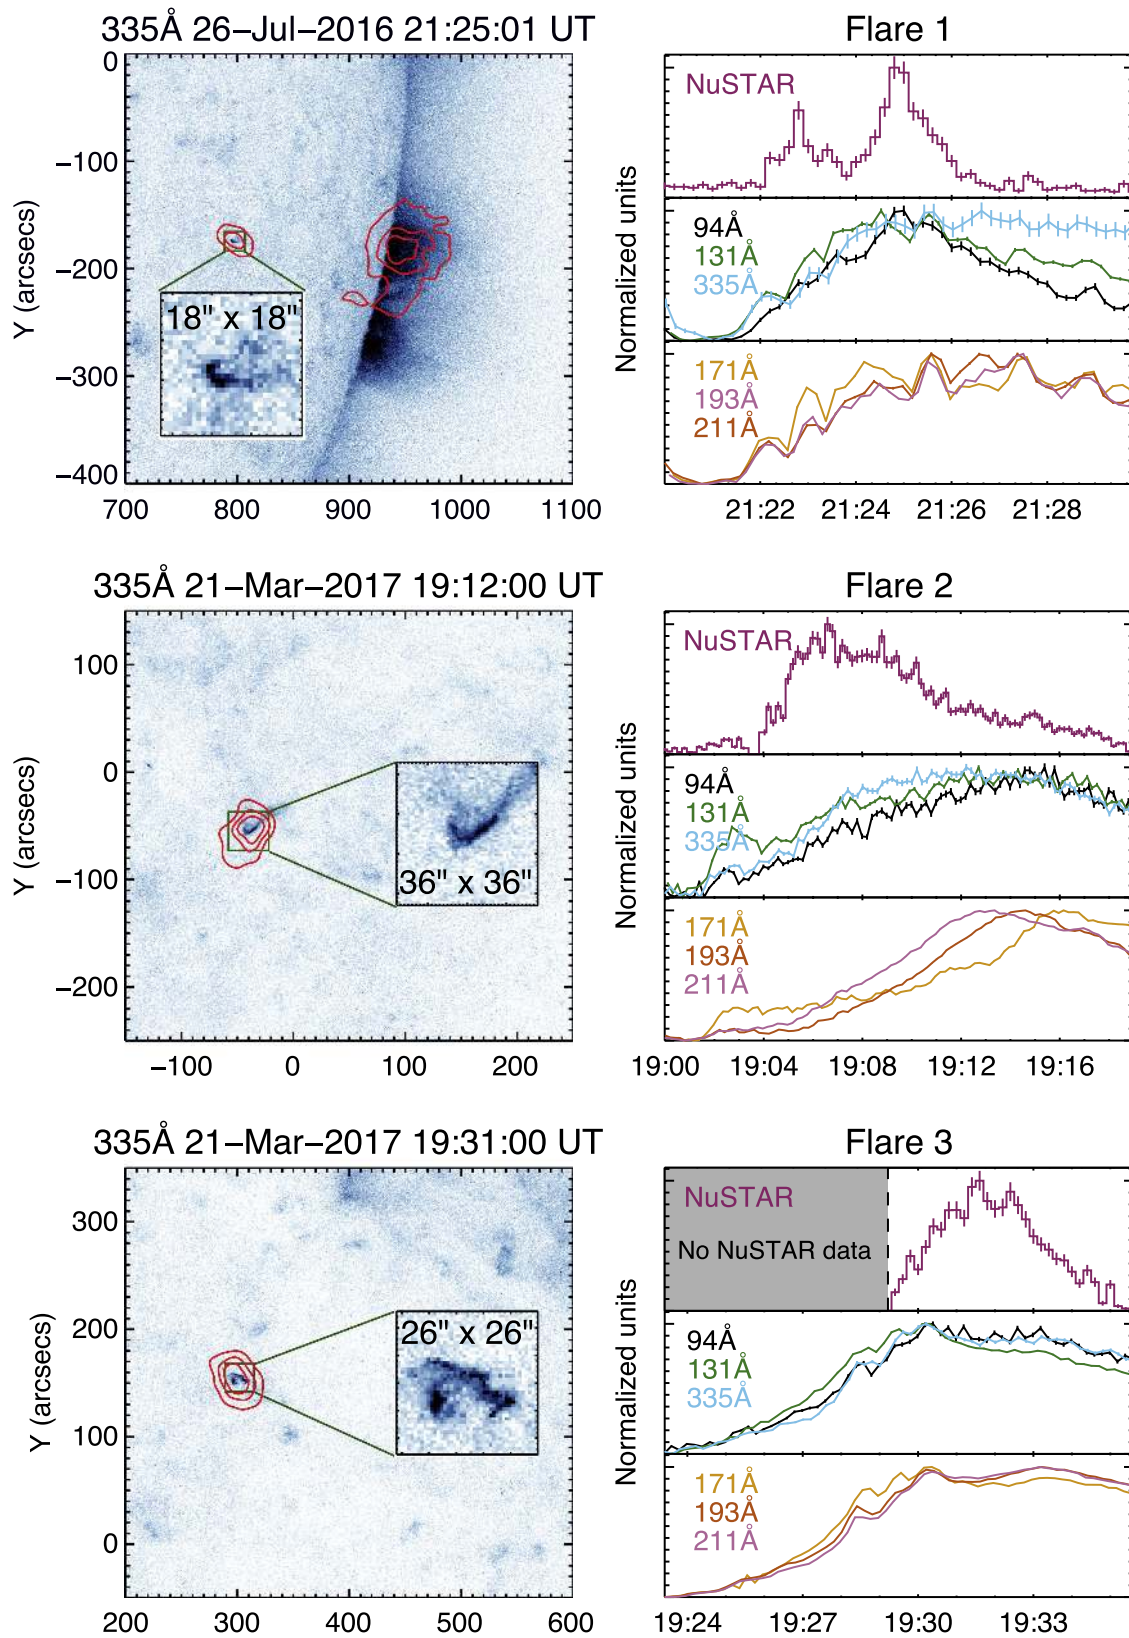 335Å 26−Jul−2016 21:25:01 UT
Flare 1
Y (arcsecs)
0
−100
−200
−300
−400
18" x 18"
700 800 900 1000 1100
Normalized units
NuSTAR
94Å
131Å
335Å
171Å
193Å
211Å
21:22 21:24 21:26 21:28
335Å 21−Mar−2017 19:12:00 UT
Flare 2
Y (arcsecs)
100
0
−100
−200
36" x 36"
−100 0 100 200
Normalized units
NuSTAR
94Å
131Å
335Å
171Å
193Å
211Å
19:00 19:04 19:08 19:12 19:16
335Å 21−Mar−2017 19:31:00 UT
Flare 3
Y (arcsecs)
300
200
100
0
26" x 26"
200 300 400 500 600
Normalized units
NuSTAR
No NuSTAR data
94Å
131Å
335Å
171Å
193Å
211Å
19:24 19:27 19:30 19:33